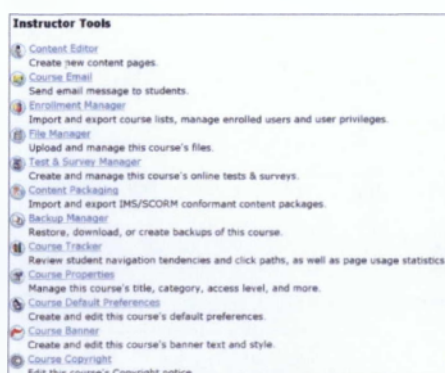 Instructor Tools
Content Editor
Create new content pages.
Course Email
Send email message to students.
Enrollment Manager
Import and export course lists, manage enrolled users and user privileges.
File Manager
Upload and manage this course's files.
Test & Survey Manager
Create and manage this course's online tests & surveys.
Content Packaging
Import and export IMS/SCORM conformant content packages.
Backup Manager
Restore, download, or create backups of this course.
Course Tracker
Review student navigation tendencies and click paths, as well as page usage statistics
Course Properties
Manage this course's title, category, access level, and more.
Course Default Preferences
Create and edit this course's default preferences.
Course Banner
Create and edit this course's banner text and style.
Course Copyright
Edit this course's Copyright notice